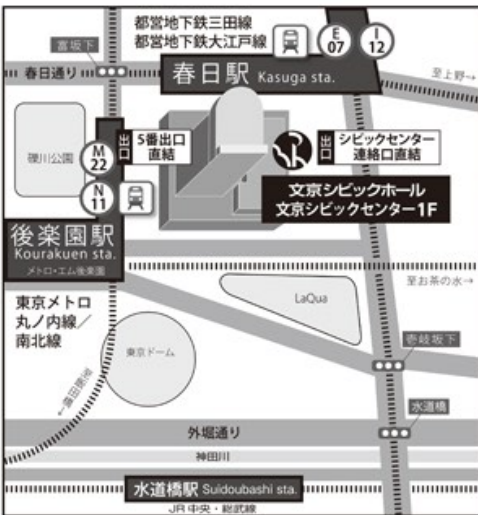 都営地下鉄三田線
都営地下鉄大江戸線
E
07
I
12
富坂下
春日通り
春日駅 Kasuga sta.
至上野→
礫川公園
M
22
出口
5番出口
直結
出口
シビックセンター
連絡口直結
N
11
文京シビックホール
文京シビックセンター1F
後楽園駅
Kourakuen sta.
メトロ・エム後楽園
至お茶の水→
東京メトロ
丸ノ内線/
南北線
LaQua
東京ドーム
壱岐坂下
至飯田橋→
水道橋
外堀通り
神田川
水道橋駅 Suidoubashi sta.
JR 中央・総武線